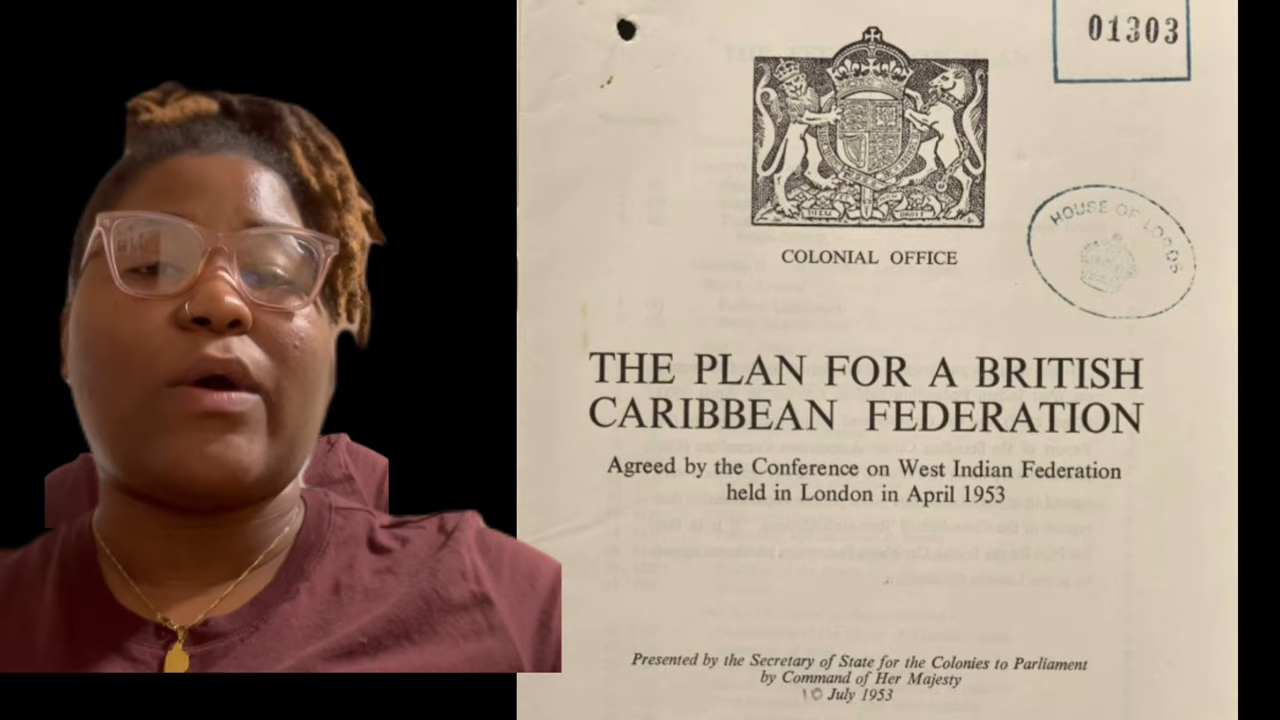 01303
DIEU DROIT
HOUSE OF LORDS
COLONIAL OFFICE
THE PLAN FOR A BRITISH
CARIBBEAN FEDERATION
Agreed by the Conference on West Indian Federation
held in London in April 1953
Presented by the Secretary of State for the Colonies to Parliament
by Command of Her Majesty
July 1953